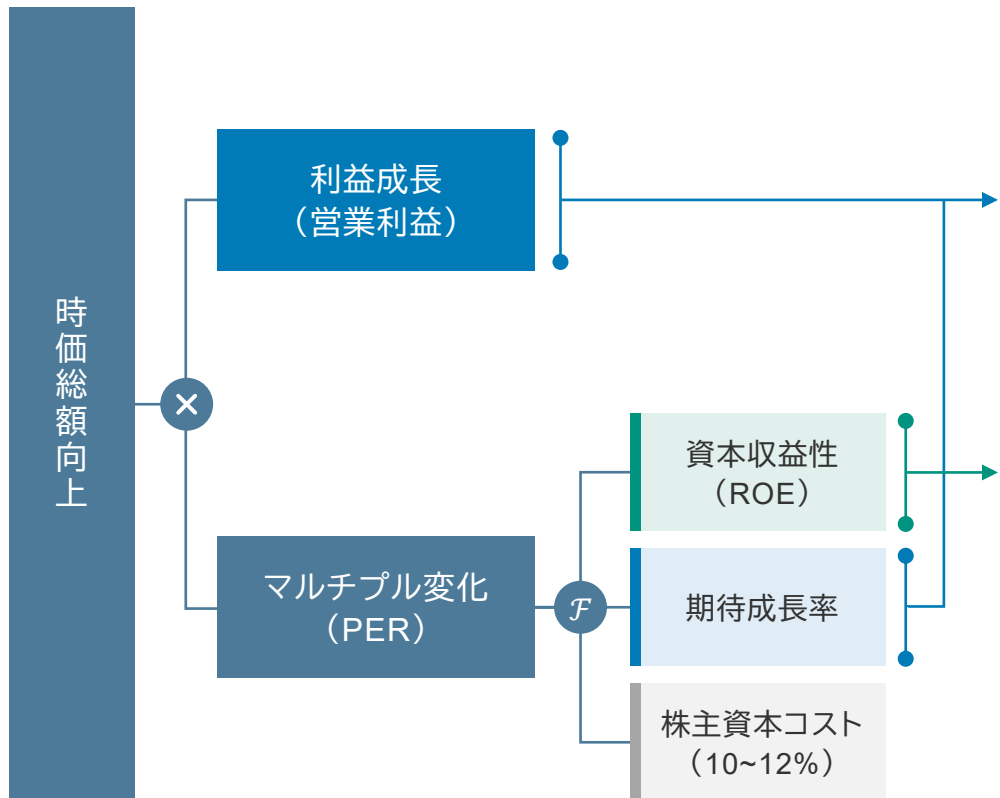 時価総額向上
利益成長
（営業利益）
×
マルチプル変化
（PER）
ℱ
資本収益性
（ROE）
期待成長率
株主資本コスト
（10~12%）